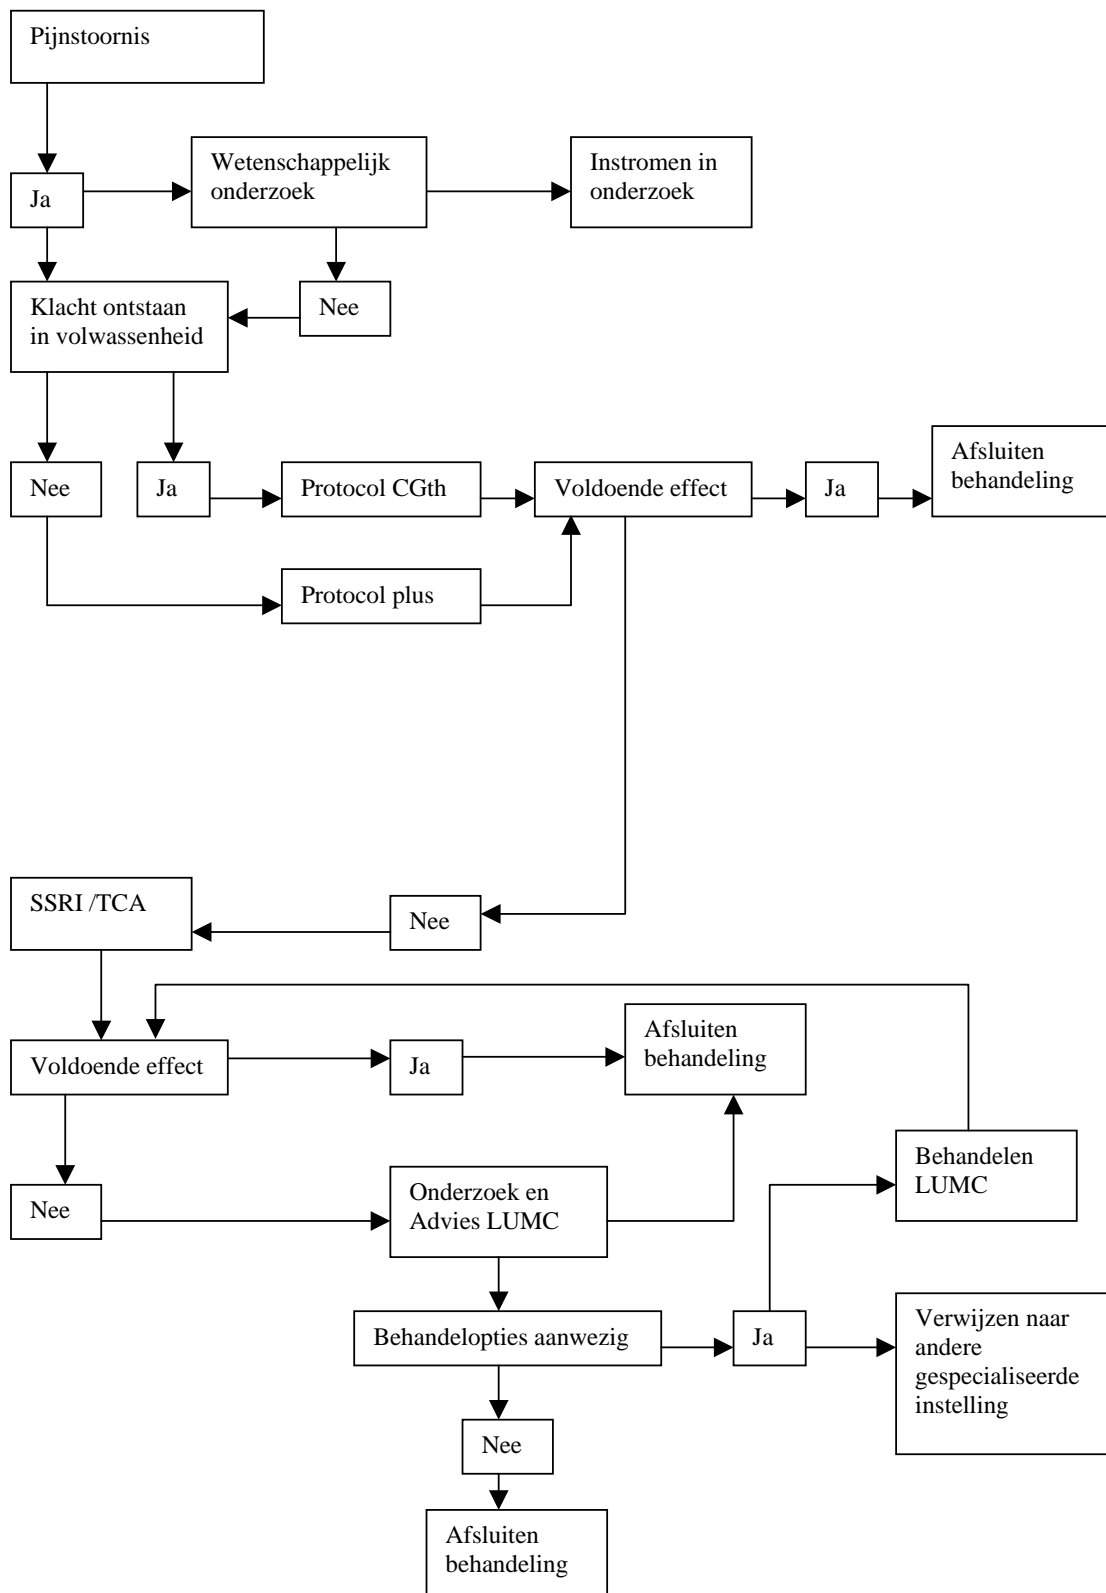 Pijnstoornis
Ja
Wetenschappelijk
onderzoek
Instromen in
onderzoek
Klacht ontstaan
in volwassenheid
Nee
Nee
Ja
Protocol CGth
Voldoende effect
Ja
Afsluiten
behandeling
Protocol plus
SSRI /TCA
Nee
Voldoende effect
Ja
Afsluiten
behandeling
Nee
Onderzoek en
Advies LUMC
Behandelen
LUMC
Behandelopties aanwezig
Ja
Verwijzen naar
andere
gespecialiseerde
instelling
Nee
Afsluiten
behandeling